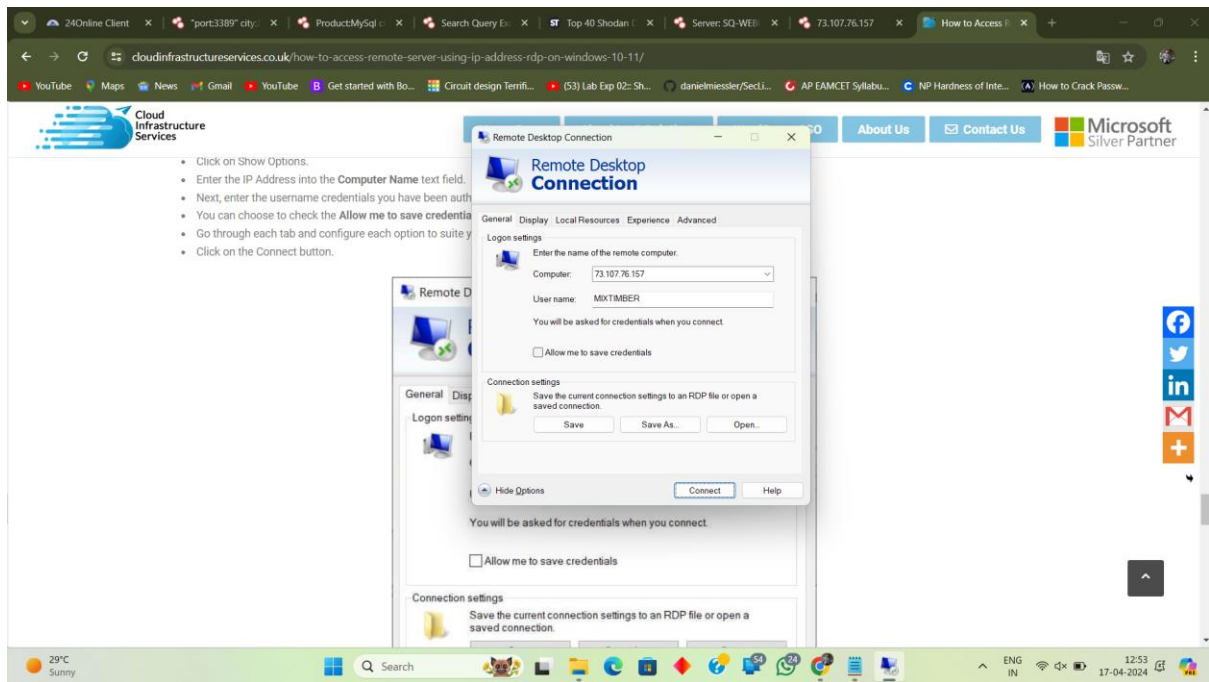 24Online Client
"port:3389" city:
Product:MySql c
Search Query Ex
Top 40 Shodan
Server: SQ-WEB
73.107.76.157
How to Access R
cloudinfrastructureservices.co.uk/how-to-access-remote-server-using-ip-address-rdp-on-windows-10-11/
YouTube Maps News Gmail YouTube Get started with Bo... Circuit design Terrifi... (53) Lab Exp 02:: Sh... danielmiessler/SecLi... AP EAMCET Syllabu... NP Hardness of Inte... How to Crack Passw...
Cloud
Infrastructure
Services
About Us
Contact Us
Microsoft
Silver Partner
Click on Show Options.
Enter the IP Address into the Computer Name text field.
Next, enter the username credentials you have been auth
You can choose to check the Allow me to save credentia
Go through each tab and configure each option to suite y
Click on the Connect button.
Remote Desktop Connection
Remote Desktop
Connection
General Display Local Resources Experience Advanced
Logon settings
Enter the name of the remote computer.
Computer: 73.107.76.157
User name: MIXTIMBER
You will be asked for credentials when you connect.
Allow me to save credentials
Connection settings
Save the current connection settings to an RDP file or open a
saved connection.
Save Save As... Open...
Hide Options Connect Help
Remote D
General Disp
Logon setting
You will be asked for credentials when you connect.
Allow me to save credentials
Connection settings
Save the current connection settings to an RDP file or open a
saved connection.
29°C
Sunny
Search
54
24
ENG
IN
12:53
17-04-2024